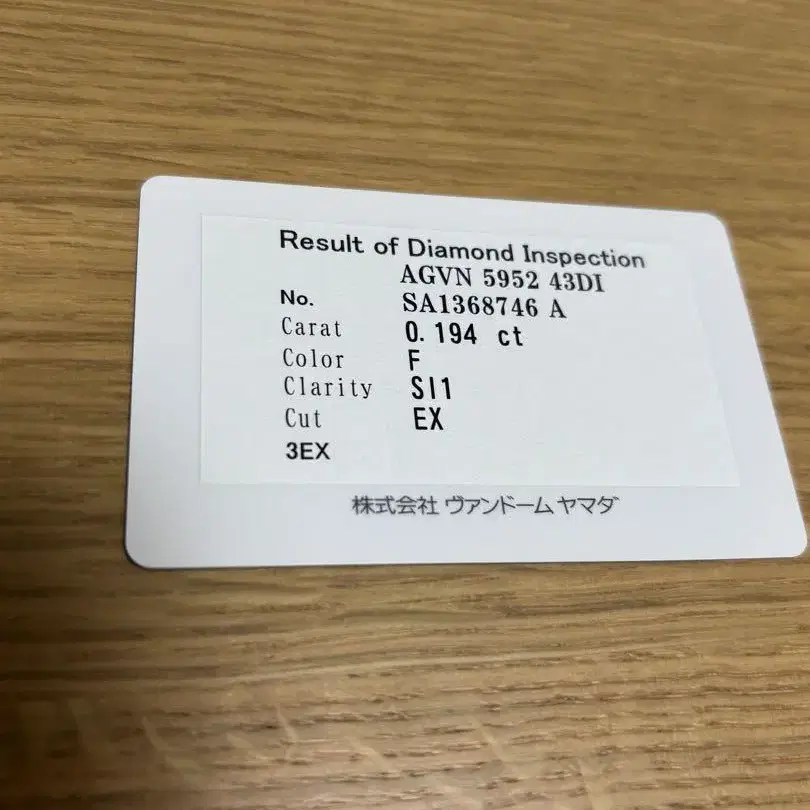 Result of Diamond Inspection
AGVN 5952 43DI
No. SA1368746 A
Carat 0.194 ct
Color F
Clarity SI1
Cut EX
3EX
株式会社 ヴァンドーム ヤマダ